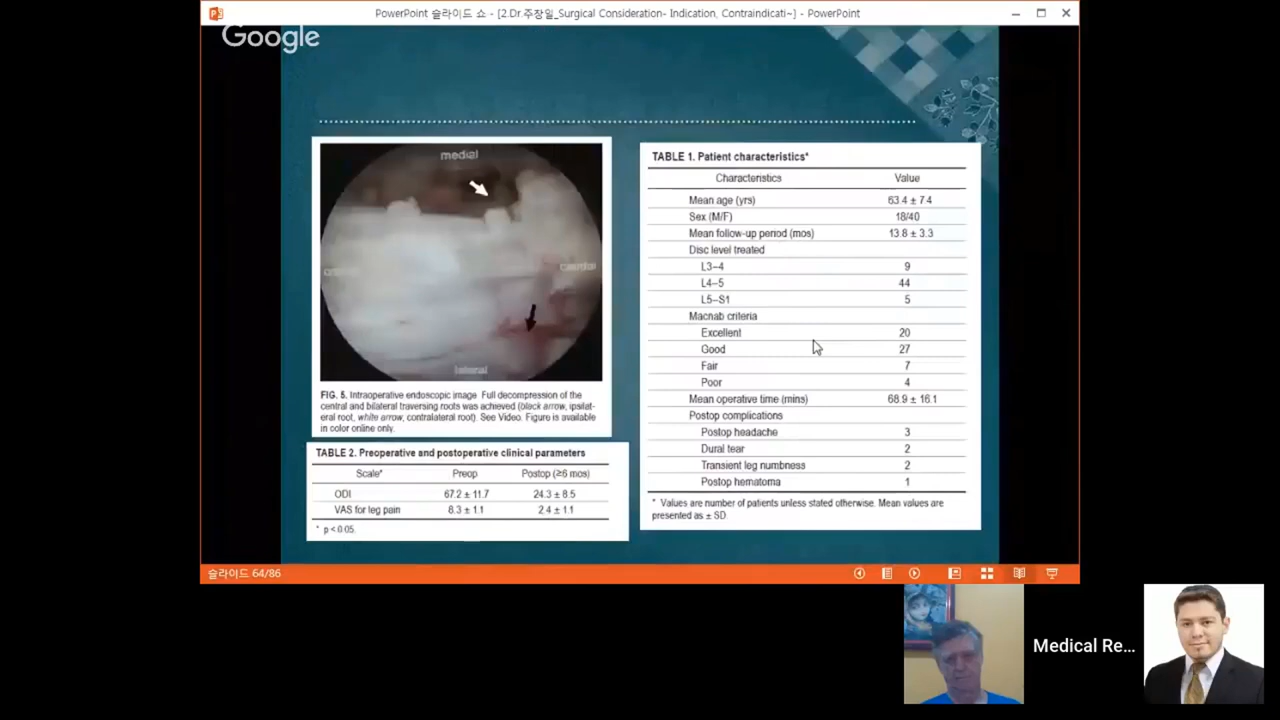 PowerPoint 슬라이드 쇼 - [2.Dr.주장일_Surgical Consideration- Indication, Contraindicati~] - PowerPoint
Google
medial
caudal
lateral
FIG. 5. Intraoperative endoscopic image Full decompression of the
central and bilateral traversing roots was achieved (black arrow, ipsilat-
eral root, white arrow, contralateral root). See Video. Figure is available
in color online only.
TABLE 2. Preoperative and postoperative clinical parameters
Scale* Preop Postop (≥6 mos)
ODI 67.2 ± 11.7 24.3 ± 8.5
VAS for leg pain 8.3 ± 1.1 2.4 ± 1.1
* p < 0.05.
TABLE 1. Patient characteristics*
Characteristics Value
Mean age (yrs) 63.4 ± 7.4
Sex (M/F) 18/40
Mean follow-up period (mos) 13.8 ± 3.3
Disc level treated
L3–4 9
L4–5 44
L5–S1 5
Macnab criteria
Excellent 20
Good 27
Fair 7
Poor 4
Mean operative time (mins) 68.9 ± 16.1
Postop complications
Postop headache 3
Dural tear 2
Transient leg numbness 2
Postop hematoma 1
* Values are number of patients unless stated otherwise. Mean values are
presented as ± SD.
슬라이드 64/86
Medical Re...